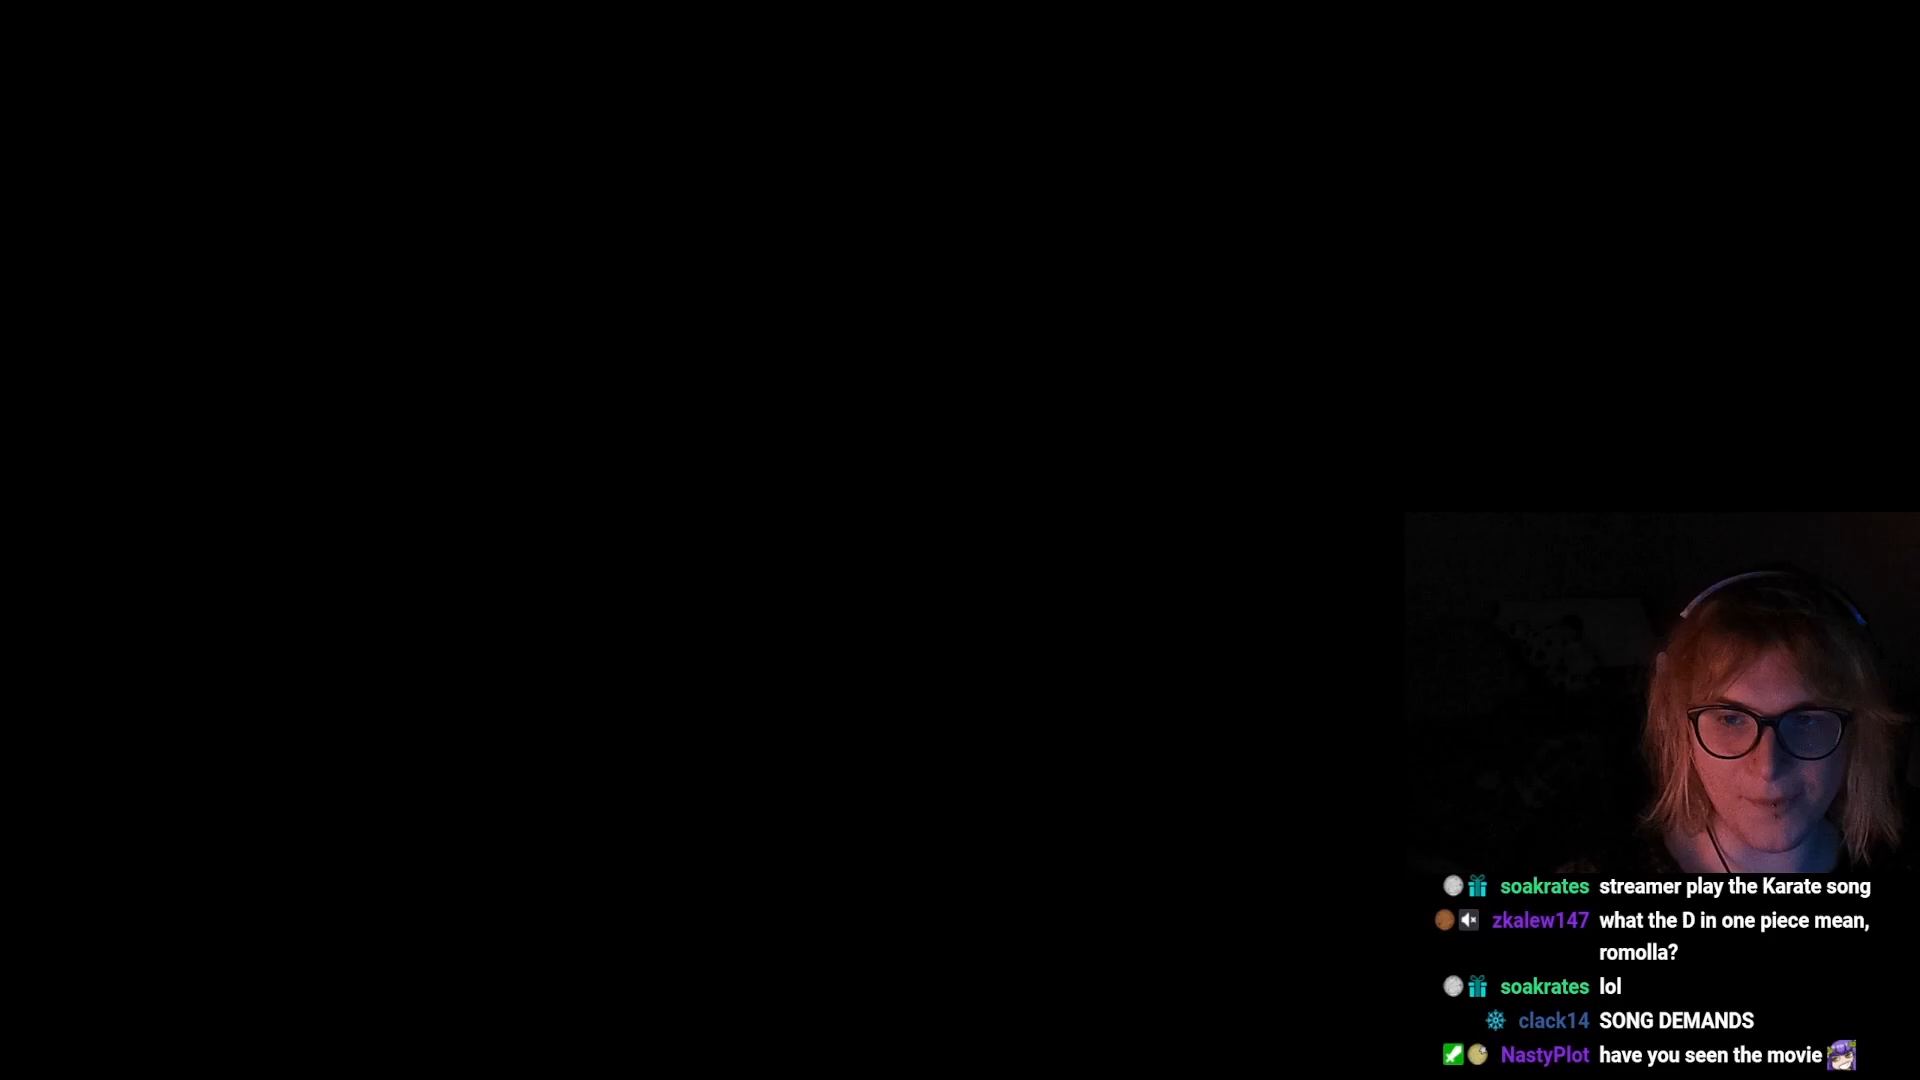 soakrates streamer play the Karate song
zkalew147 what the D in one piece mean,
romolla?
soakrates lol
clack14 SONG DEMANDS
NastyPlot have you seen the movie